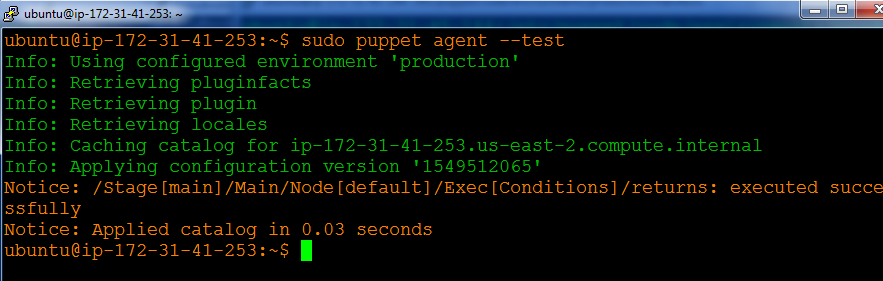 ubuntu@ip-172-31-41-253: ~
ubuntu@ip-172-31-41-253:~$ sudo puppet agent --test
Info: Using configured environment 'production'
Info: Retrieving pluginfacts
Info: Retrieving plugin
Info: Retrieving locales
Info: Caching catalog for ip-172-31-41-253.us-east-2.compute.internal
Info: Applying configuration version '1549512065'
Notice: /Stage[main]/Main/Node[default]/Exec[Conditions]/returns: executed succe
ssfully
Notice: Applied catalog in 0.03 seconds
ubuntu@ip-172-31-41-253:~$